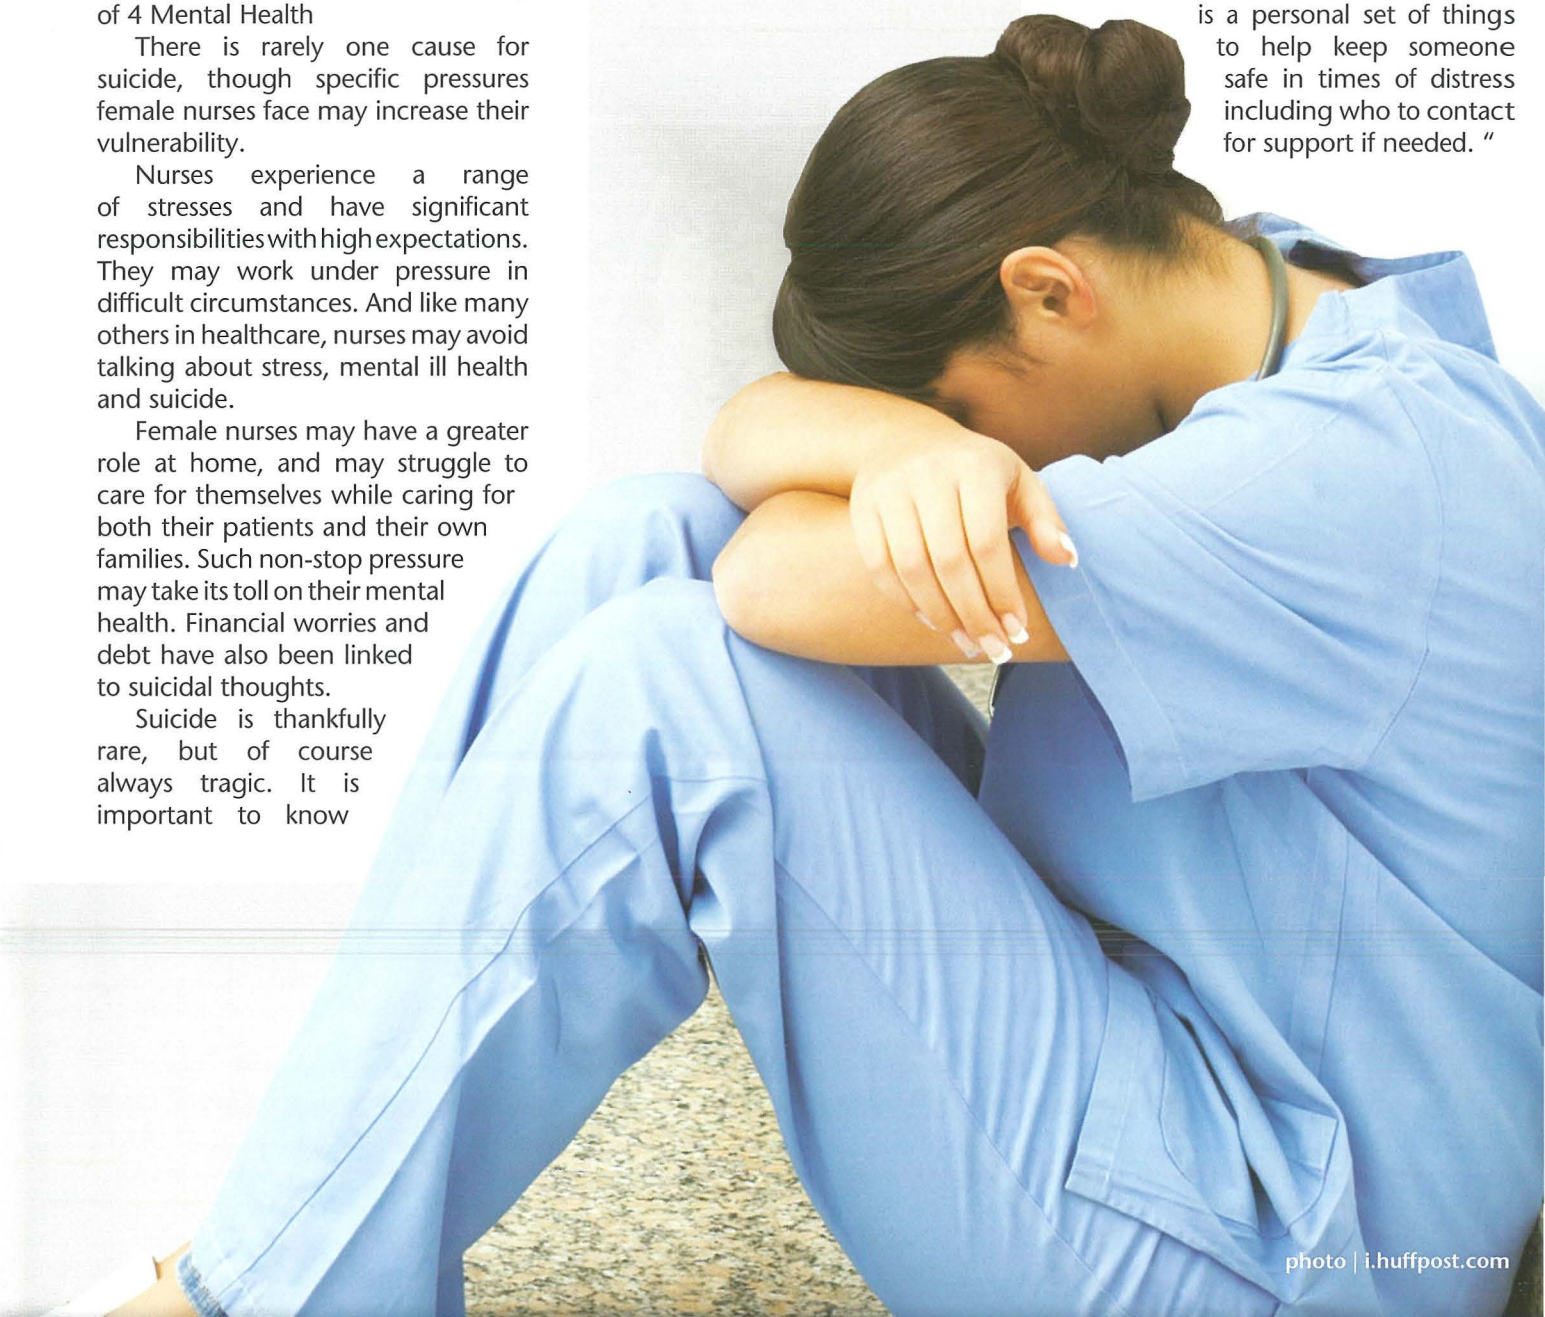 of 4 Mental Health
There is rarely one cause for
suicide, though specific pressures
female nurses face may increase their
vulnerability.
Nurses experience a range
of stresses and have significant
responsibilities with high expectations.
They may work under pressure in
difficult circumstances. And like many
others in healthcare, nurses may avoid
talking about stress, mental ill health
and suicide.
Female nurses may have a greater
role at home, and may struggle to
care for themselves while caring for
both their patients and their own
families. Such non-stop pressure
may take its toll on their mental
health. Financial worries and
debt have also been linked
to suicidal thoughts.
Suicide is thankfully
rare, but of course
always tragic. It is
important to know
is a personal set of things
to help keep someone
safe in times of distress
including who to contact
for support if needed. “
photo | i.huffpost.com